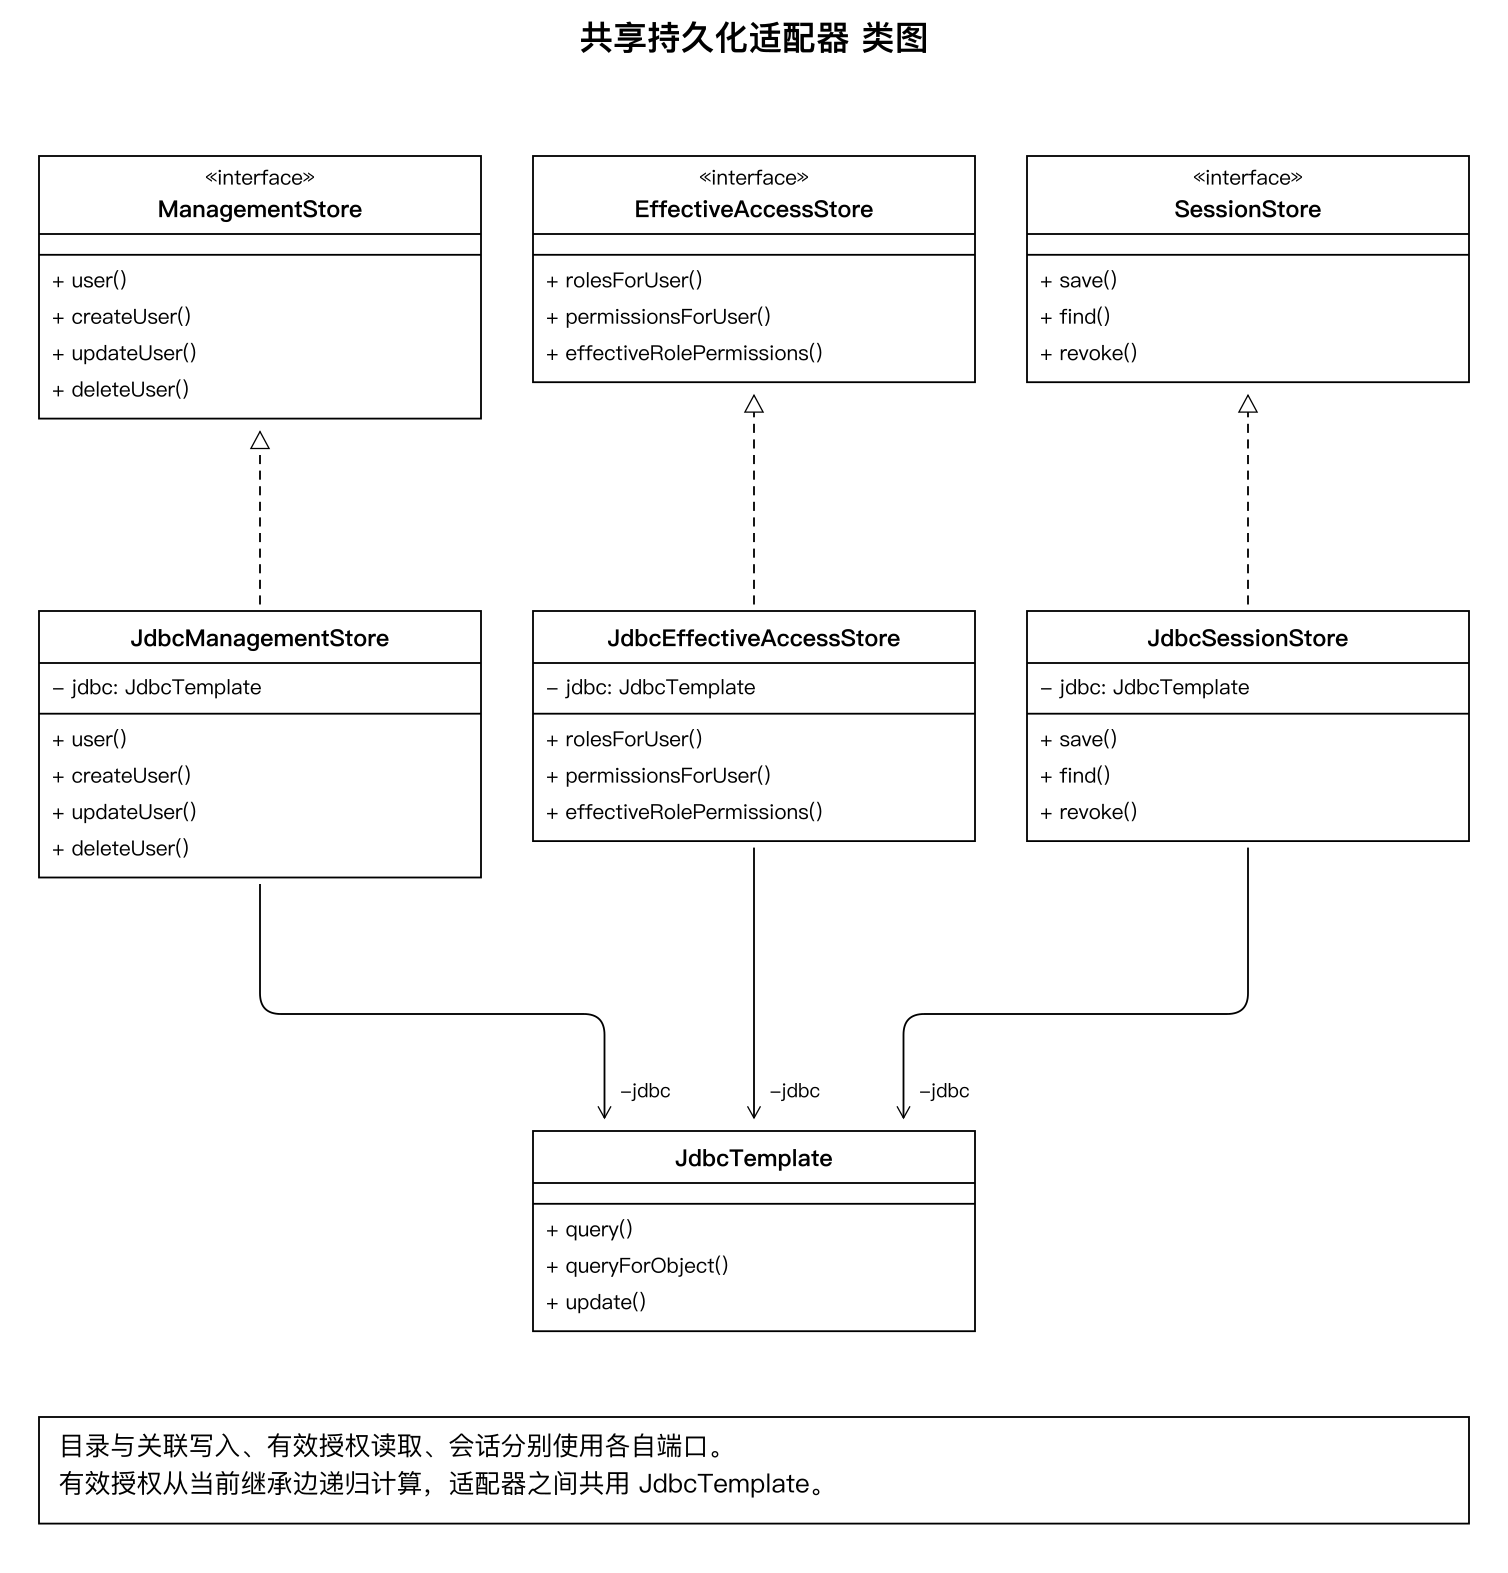 共享持久化适配器 类图
«interface»
ManagementStore
+ user()
+ createUser()
+ updateUser()
+ deleteUser()
«interface»
EffectiveAccessStore
+ rolesForUser()
+ permissionsForUser()
+ effectiveRolePermissions()
«interface»
SessionStore
+ save()
+ find()
+ revoke()
JdbcManagementStore
– jdbc: JdbcTemplate
+ user()
+ createUser()
+ updateUser()
+ deleteUser()
JdbcEffectiveAccessStore
– jdbc: JdbcTemplate
+ rolesForUser()
+ permissionsForUser()
+ effectiveRolePermissions()
JdbcSessionStore
– jdbc: JdbcTemplate
+ save()
+ find()
+ revoke()
–jdbc
–jdbc
–jdbc
JdbcTemplate
+ query()
+ queryForObject()
+ update()
目录与关联写入、有效授权读取、会话分别使用各自端口。
有效授权从当前继承边递归计算，适配器之间共用 JdbcTemplate。